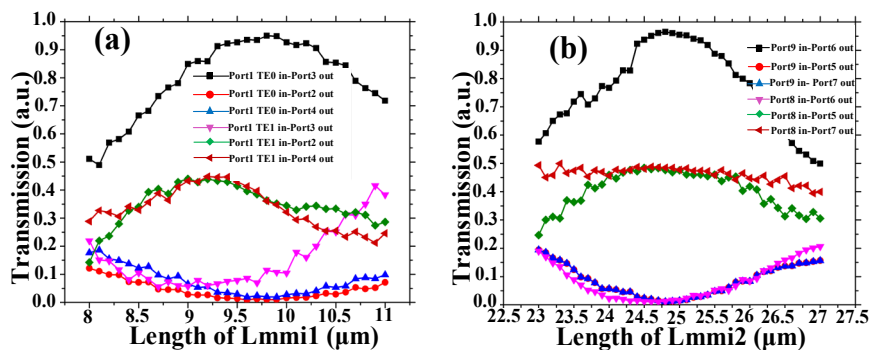 (a)
Transmission (a.u.)
1.0
0.9
0.8
0.7
0.6
0.5
0.4
0.3
0.2
0.1
0.0
Port1 TE0 in-Port3 out
Port1 TE0 in-Port2 out
Port1 TE0 in-Port4 out
Port1 TE1 in-Port3 out
Port1 TE1 in-Port2 out
Port1 TE1 in-Port4 out
8 8.5 9 9.5 10 10.5 11
Length of Lmmi1 (μm)
(b)
Transmission (a.u.)
1.0
0.9
0.8
0.7
0.6
0.5
0.4
0.3
0.2
0.1
0.0
Port9 in-Port6 out
Port9 in-Port5 out
Port9 in- Port7 out
Port8 in-Port6 out
Port8 in-Port5 out
Port8 in-Port7 out
22.5 23 23.5 24 24.5 25 25.5 26 26.5 27 27.5
Length of Lmmi2 (μm)